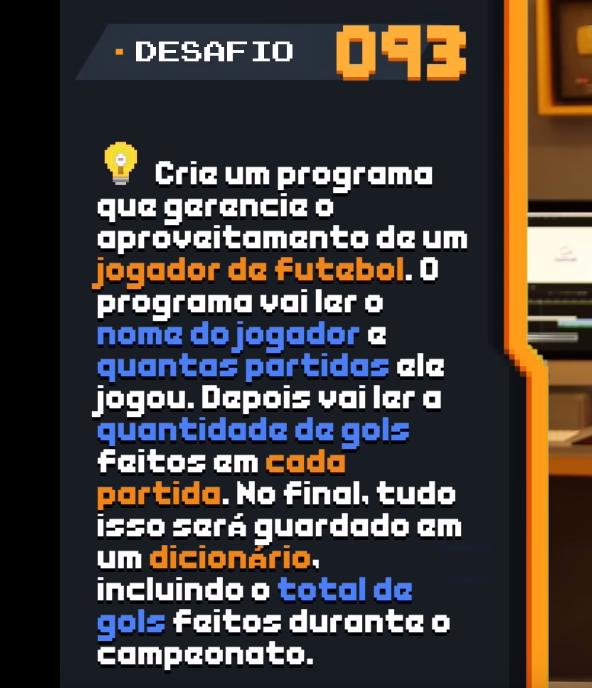 DESAFIO 093
Crie um programa
que gerencie o
aproveitamento de um
jogador de futebol. O
programa vai ler o
nome do jogador e
quantas partidas ele
jogou. Depois vai ler a
quantidade de gols
feitos em cada
partida. No final, tudo
isso será guardado em
um dicionário,
incluindo o total de
gols feitos durante o
campeonato.